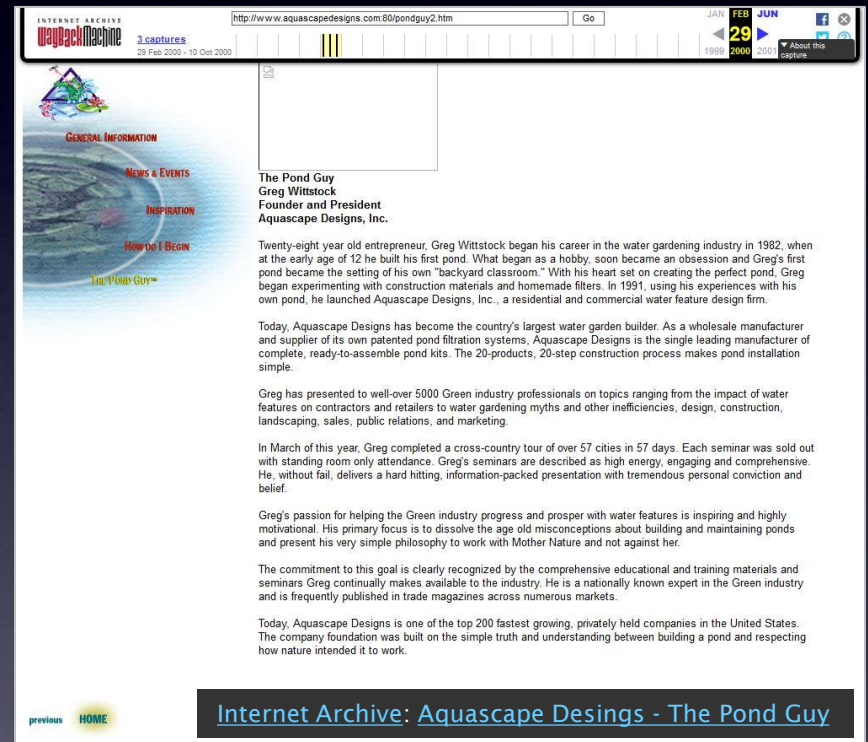 INTERNET ARCHIVE
WayBackMachine
3 captures
29 Feb 2000 - 10 Oct 2000
http://www.aquascapedesigns.com:80/pondguy2.htm
Go
JAN FEB JUN
29
1999 2000 2001
▼ About this
capture
GENERAL INFORMATION
NEWS & EVENTS
INSPIRATION
HOW DO I BEGIN
THE POND GUY™
The Pond Guy
Greg Wittstock
Founder and President
Aquascape Designs, Inc.
Twenty-eight year old entrepreneur, Greg Wittstock began his career in the water gardening industry in 1982, when
at the early age of 12 he built his first pond. What began as a hobby, soon became an obsession and Greg's first
pond became the setting of his own "backyard classroom." With his heart set on creating the perfect pond, Greg
began experimenting with construction materials and homemade filters. In 1991, using his experiences with his
own pond, he launched Aquascape Designs, Inc., a residential and commercial water feature design firm.
Today, Aquascape Designs has become the country's largest water garden builder. As a wholesale manufacturer
and supplier of its own patented pond filtration systems, Aquascape Designs is the single leading manufacturer of
complete, ready-to-assemble pond kits. The 20-products, 20-step construction process makes pond installation
simple.
Greg has presented to well-over 5000 Green industry professionals on topics ranging from the impact of water
features on contractors and retailers to water gardening myths and other inefficiencies, design, construction,
landscaping, sales, public relations, and marketing.
In March of this year, Greg completed a cross-country tour of over 57 cities in 57 days. Each seminar was sold out
with standing room only attendance. Greg's seminars are described as high energy, engaging and comprehensive.
He, without fail, delivers a hard hitting, information-packed presentation with tremendous personal conviction and
belief.
Greg's passion for helping the Green industry progress and prosper with water features is inspiring and highly
motivational. His primary focus is to dissolve the age old misconceptions about building and maintaining ponds
and present his very simple philosophy to work with Mother Nature and not against her.
The commitment to this goal is clearly recognized by the comprehensive educational and training materials and
seminars Greg continually makes available to the industry. He is a nationally known expert in the Green industry
and is frequently published in trade magazines across numerous markets.
Today, Aquascape Designs is one of the top 200 fastest growing, privately held companies in the United States.
The company foundation was built on the simple truth and understanding between building a pond and respecting
how nature intended it to work.
previous HOME
Internet Archive: Aquascape Desings - The Pond Guy